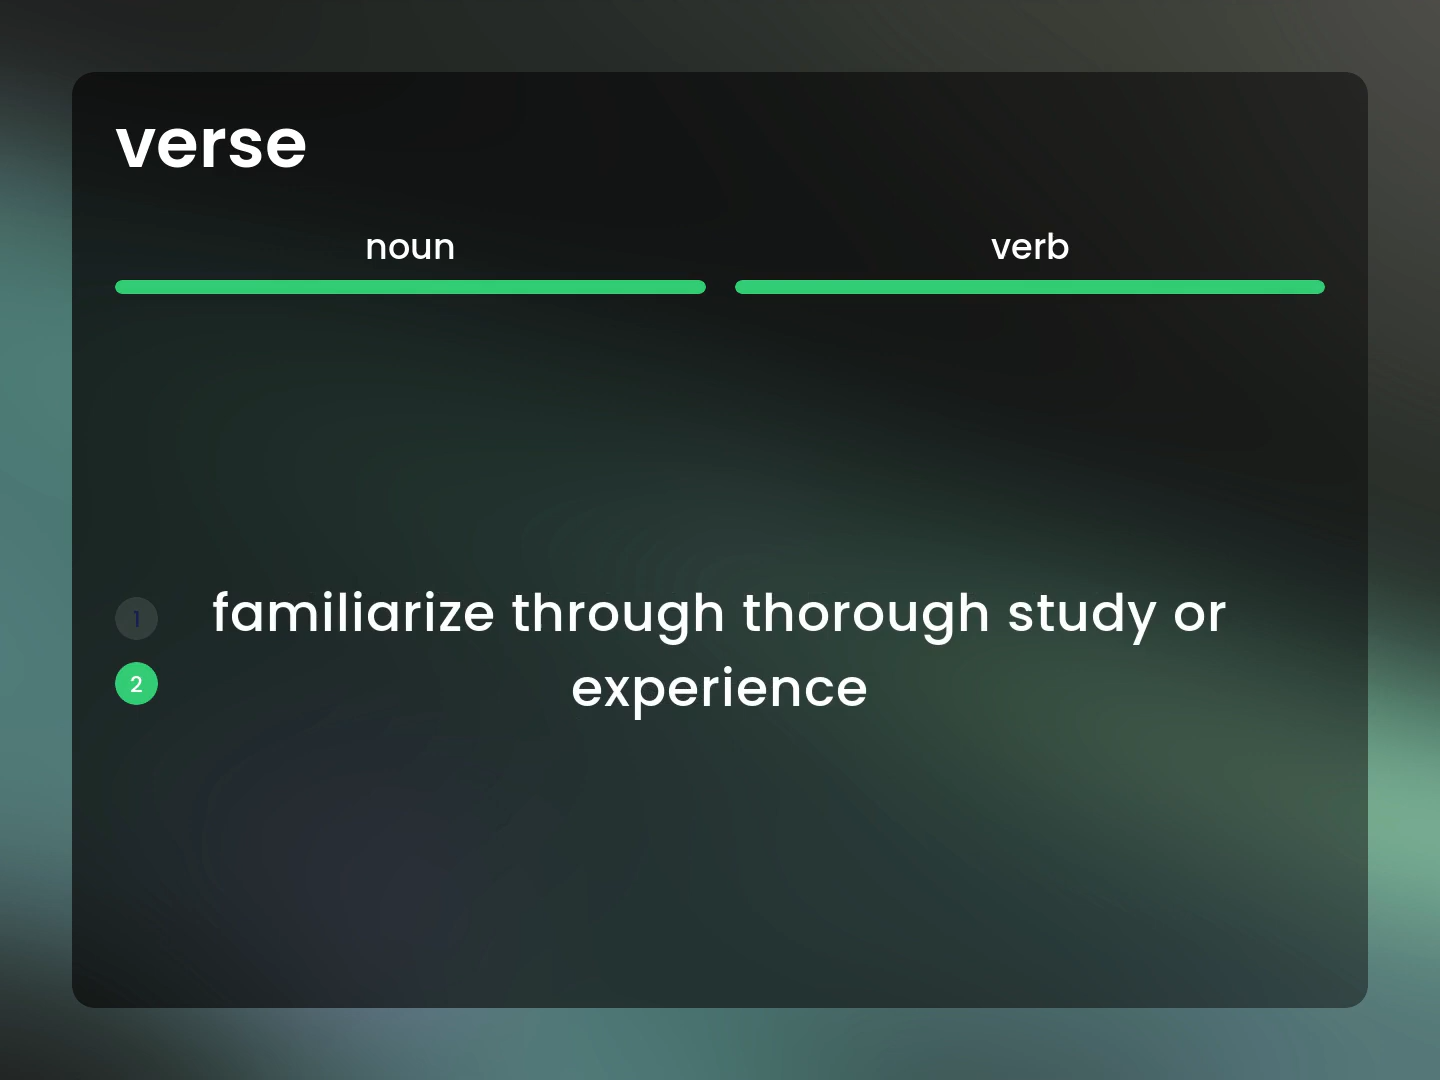 verse
noun
verb
1
familiarize through thorough study or
2
experience